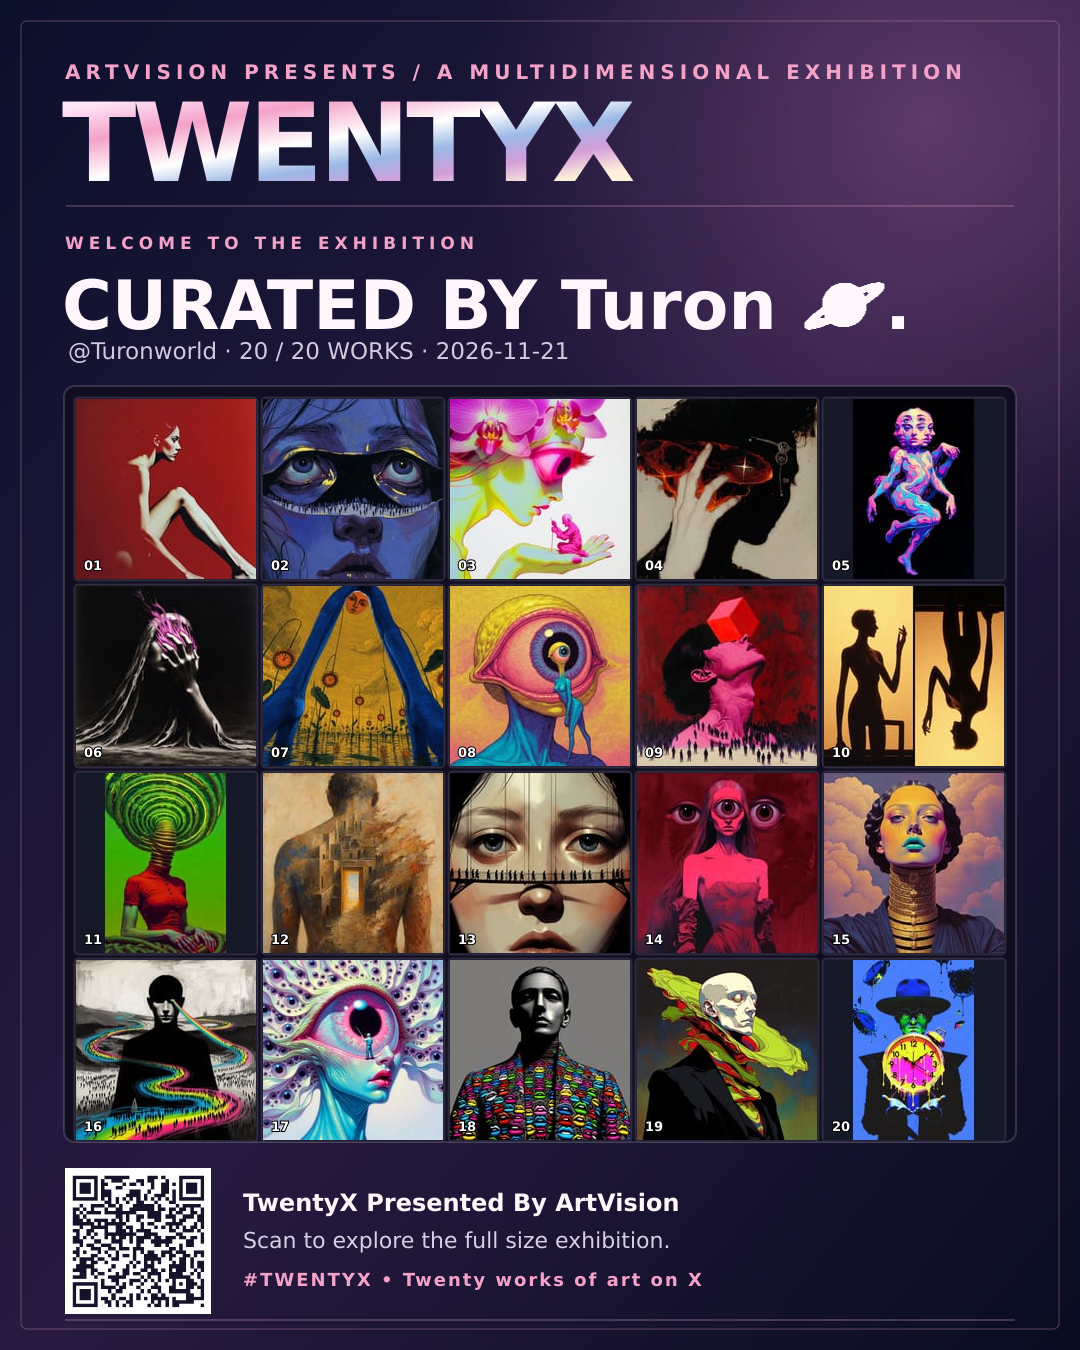 ARTVISION PRESENTS / A MULTIDIMENSIONAL EXHIBITION
TWENTYX
WELCOME TO THE EXHIBITION
CURATED BY Turon 🪐.
@Turonworld · 20 / 20 WORKS · 2026-11-21
01 02 03 04 05
06 07 08 09 10
11 12 13 14 15
16 17 18 19 20
TwentyX Presented By ArtVision
Scan to explore the full size exhibition.
#TWENTYX • Twenty works of art on X